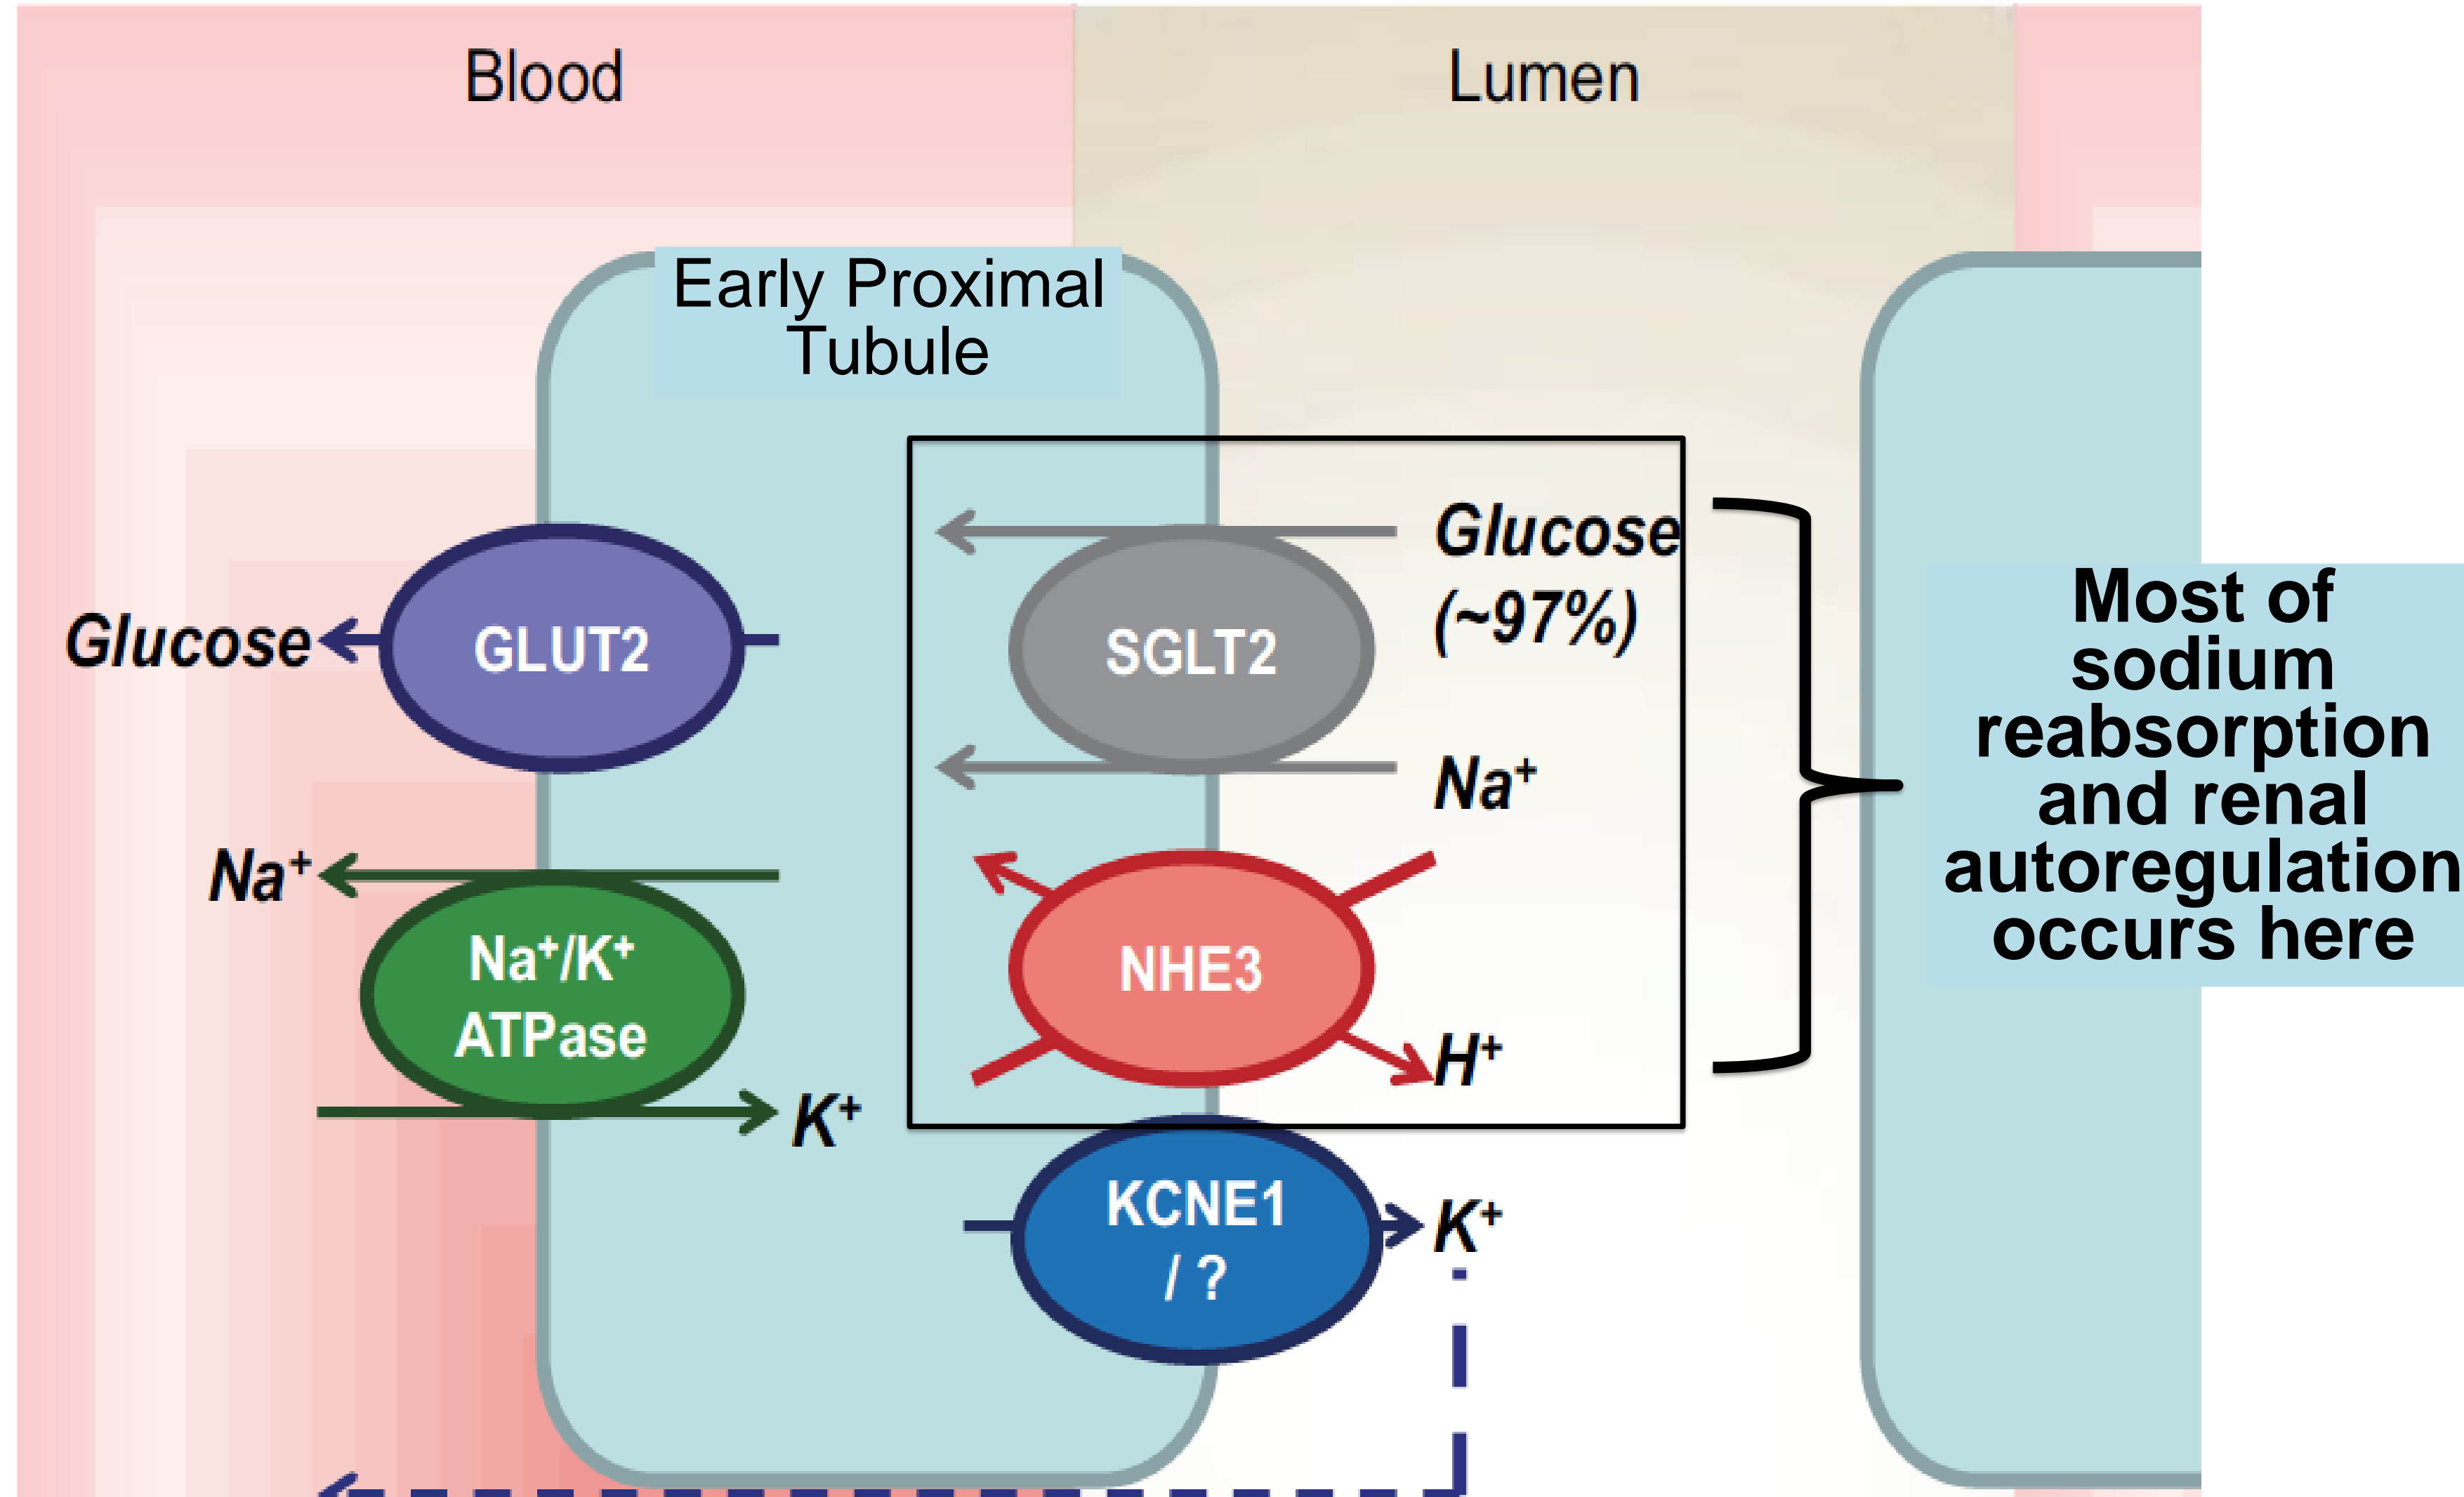 Blood
Lumen
Early Proximal
Tubule
Glucose
(~97%)
Glucose
GLUT2
SGLT2
Na⁺
Na⁺
Na⁺/K⁺
ATPase
K⁺
NHE3
H⁺
KCNE1
/ ?
K⁺
Most of
sodium
reabsorption
and renal
autoregulation
occurs here